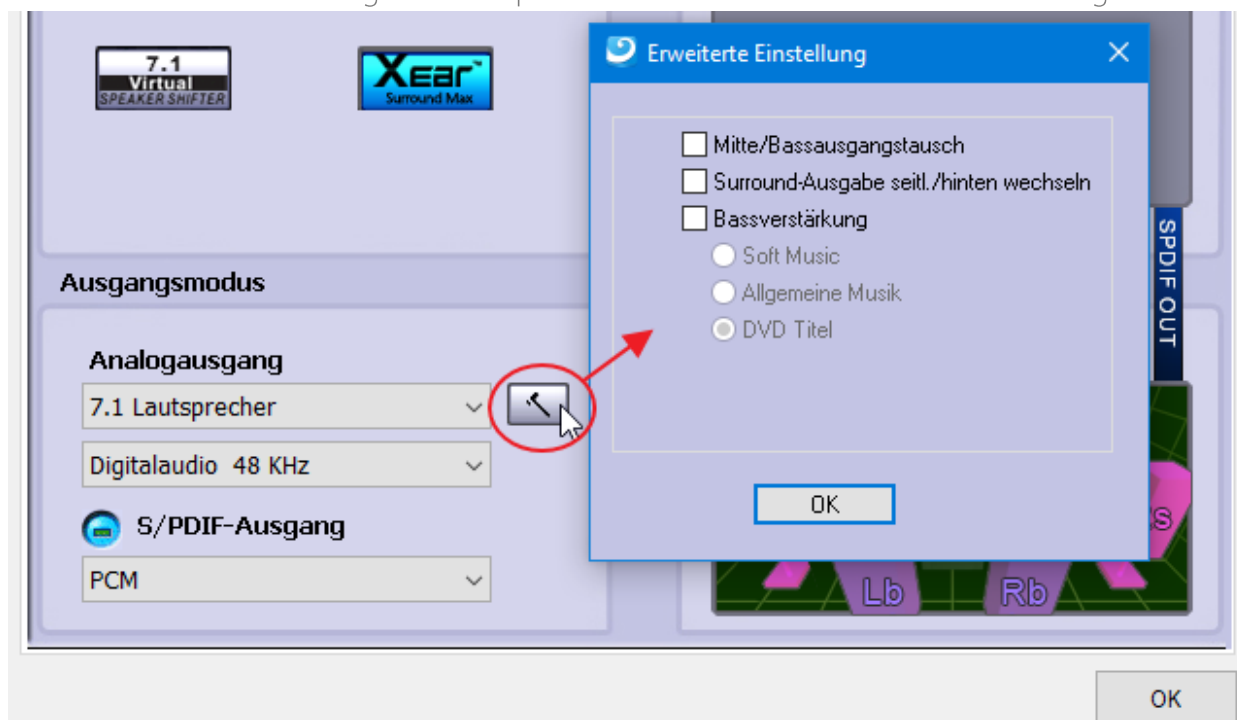 7.1
Virtual
SPEAKER SHIFTER
Xear™
Surround Max
Erweiterte Einstellung
Mitte/Bassausgangstausch
Surround-Ausgabe seitl./hinten wechseln
Bassverstärkung
Soft Music
Allgemeine Musik
DVD Titel
OK
SPDIF OUT
Ausgangsmodus
Analogausgang
7.1 Lautsprecher
Digitalaudio 48 KHz
S/PDIF-Ausgang
PCM
Lb
Rb
OK